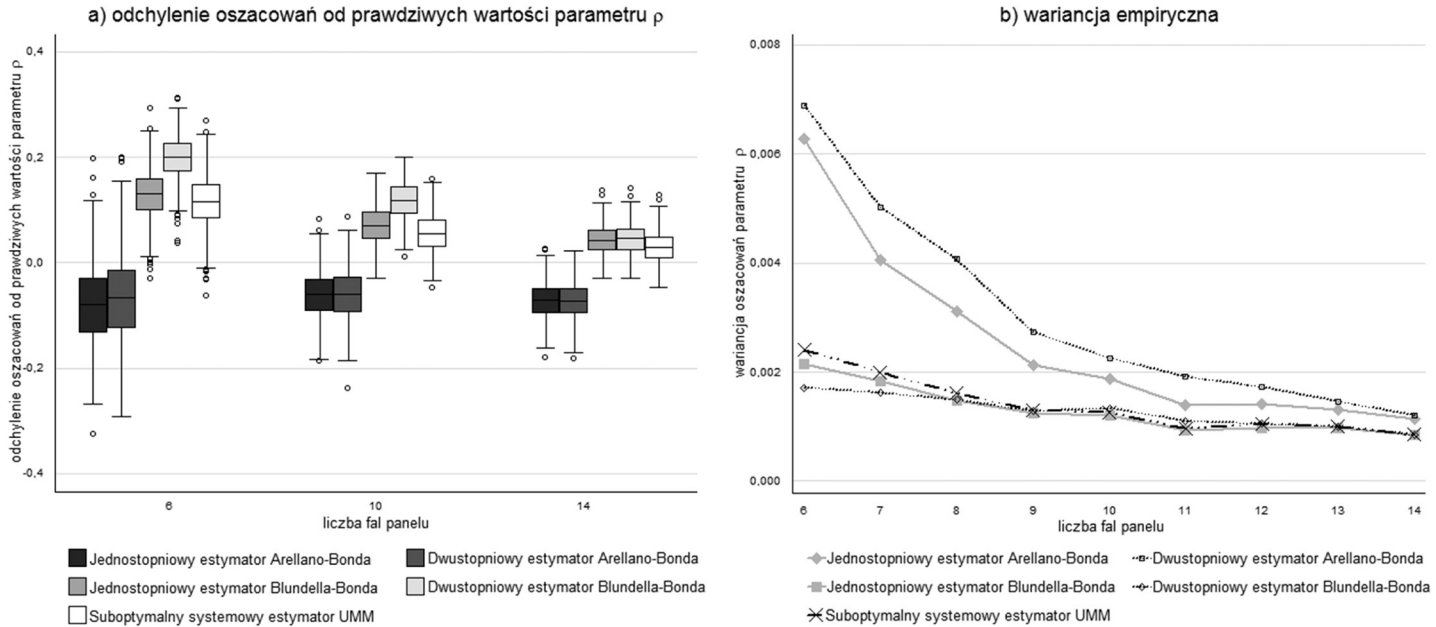 a) odchylenie oszacowań od prawdziwych wartości parametru ρ
odchylenie oszacowań od prawdziwych wartości parametru ρ
0,4
0,2
0,0
-0,2
-0,4
6
10
14
liczba fal panelu
Jednostopniowy estymator Arellano-Bonda
Dwustopniowy estymator Arellano-Bonda
Jednostopniowy estymator Blundella-Bonda
Dwustopniowy estymator Blundella-Bonda
Suboptymalny systemowy estymator UMM
b) wariancja empiryczna
wariancja oszacowań parametru ρ
0,008
0,006
0,004
0,002
0,000
6
7
8
9
10
11
12
13
14
liczba fal panelu
Jednostopniowy estymator Arellano-Bonda
Dwustopniowy estymator Arellano-Bonda
Jednostopniowy estymator Blundella-Bonda
Dwustopniowy estymator Blundella-Bonda
Suboptymalny systemowy estymator UMM